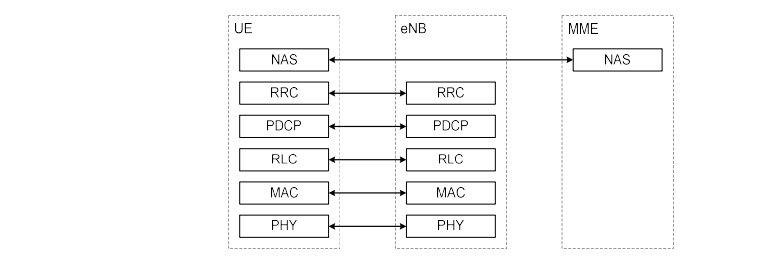 UE eNB MME
NAS NAS
RRC RRC
PDCP PDCP
RLC RLC
MAC MAC
PHY PHY